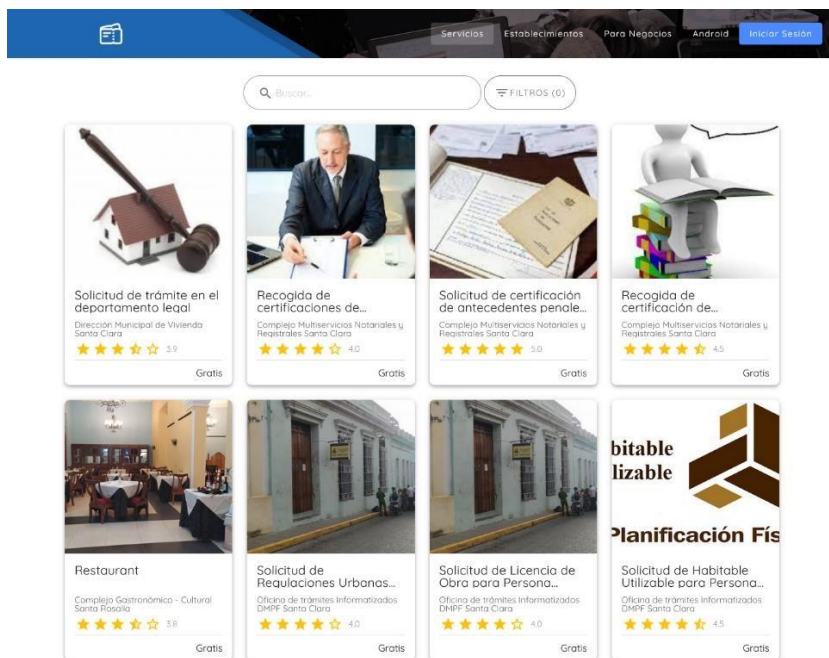 Servicios Establecimientos Para Negocios Android Iniciar Sesión
Buscar...
FILTROS (0)
Solicitud de trámite en el
departamento legal
Dirección Municipal de Vivienda
Santa Clara
3.9
Gratis
Recogida de
certificaciones de...
Complejo Multiservicios Notariales y
Registrales Santa Clara
4.0
Gratis
Solicitud de certificación
de antecedentes penale...
Complejo Multiservicios Notariales y
Registrales Santa Clara
5.0
Gratis
Recogida de
certificación de...
Complejo Multiservicios Notariales y
Registrales Santa Clara
4.5
Gratis
Restaurant
Complejo Gastronómico - Cultural
Santa Rosalia
3.8
Gratis
Solicitud de
Regulaciones Urbanas...
Oficina de trámites Informatizados
DMPF Santa Clara
4.0
Gratis
Solicitud de Licencia de
Obra para Persona...
Oficina de trámites Informatizados
DMPF Santa Clara
4.0
Gratis
bitable
lizable
Planificación Fís
Solicitud de Habitable
Utilizable para Persona...
Oficina de trámites Informatizados
DMPF Santa Clara
4.5
Gratis